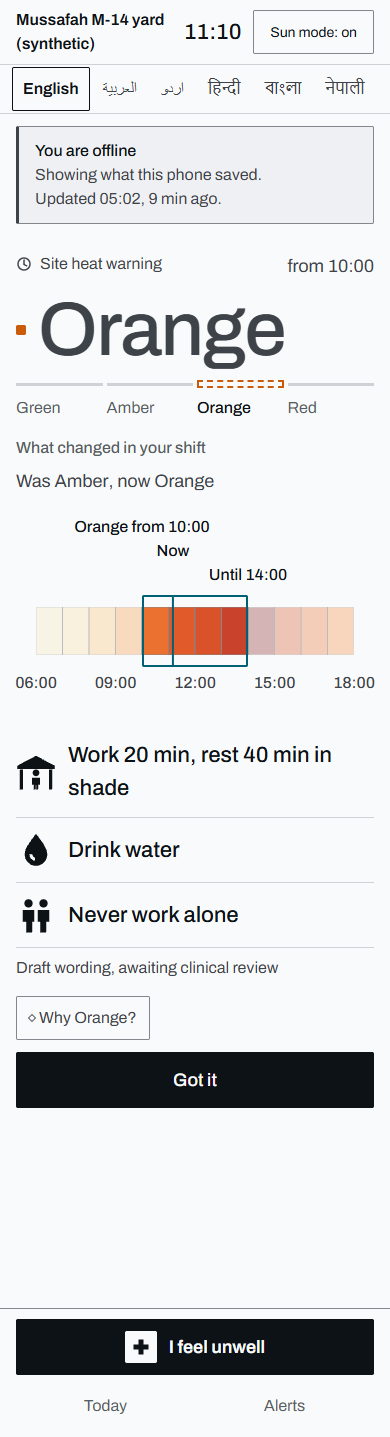 Mussafah M-14 yard
(synthetic)
11:10
Sun mode: on
English
العربية
اردو
हिन्दी
বাংলা
नेपाली
You are offline
Showing what this phone saved.
Updated 05:02, 9 min ago.
Site heat warning
from 10:00
Orange
Green
Amber
Orange
Red
What changed in your shift
Was Amber, now Orange
Orange from 10:00
Now
Until 14:00
06:00
09:00
12:00
15:00
18:00
Work 20 min, rest 40 min in
shade
Drink water
Never work alone
Draft wording, awaiting clinical review
Why Orange?
Got it
I feel unwell
Today
Alerts